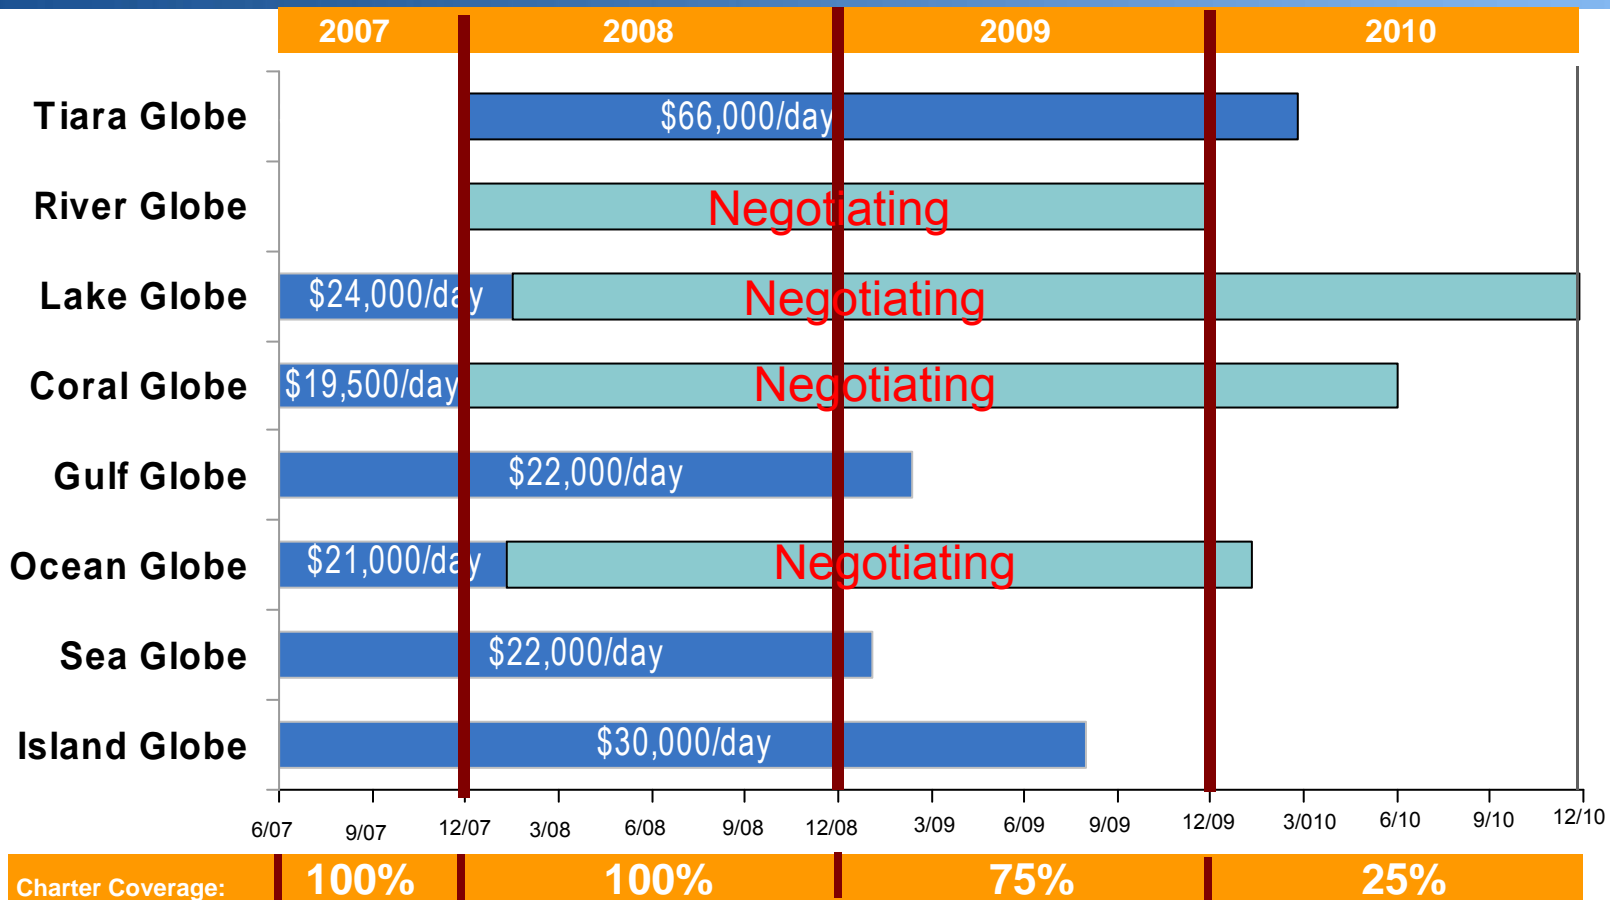 2007 2008 2009 2010
Tiara Globe $66,000/day
River Globe Negotiating
Lake Globe $24,000/day Negotiating
Coral Globe $19,500/day Negotiating
Gulf Globe $22,000/day
Ocean Globe $21,000/day Negotiating
Sea Globe $22,000/day
Island Globe $30,000/day
6/07 9/07 12/07 3/08 6/08 9/08 12/08 3/09 6/09 9/09 12/09 3/010 6/10 9/10 12/10
Charter Coverage: 100% 100% 75% 25%